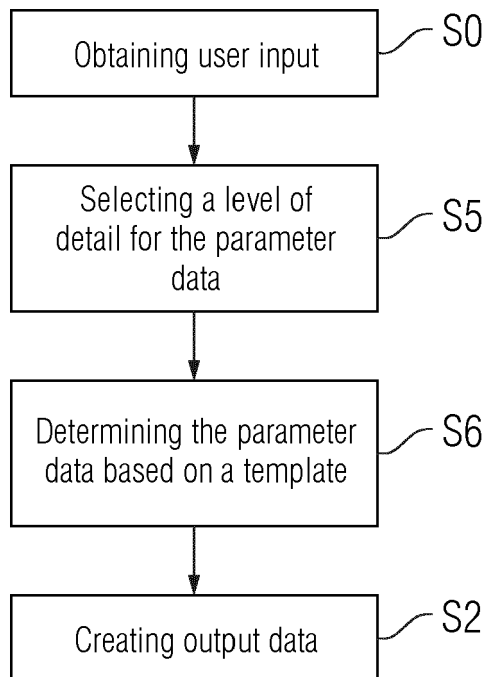 Obtaining user input
S0
Selecting a level of
detail for the parameter
data
S5
Determining the parameter
data based on a template
S6
Creating output data
S2